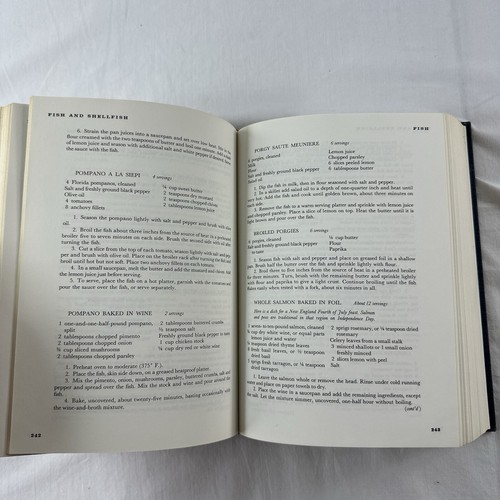 FISH AND SHELLFISH
6. Strain the pan juices into a saucepan and set over low heat. Stir in the
flour creamed with the two teaspoons of butter and boil one minute. Add a
of lemon juice and season with additional salt and white pepper if desired. Serve
the sauce with the fish.
POMPANO A LA SIEPI 4 servings
4 Florida pompanos, cleaned
Salt and freshly ground black pepper
Olive oil
4 tomatoes
8 anchovy fillets
¼ cup butter
2 teaspoons mustard
2 teaspoons chopped chives
2 tablespoons lemon juice
1. Season the pompanos lightly with salt and pepper and brush with olive
oil.
2. Broil the fish about three inches from the source of heat in a preheated
broiler five to seven minutes on each side. Brush the second side with oil after
turning the fish.
3. Cut a slice from the top of each tomato, season lightly with salt and pep-
per and brush with olive oil. Place on broiler rack after turning the fish and broil
until hot but not soft. Place two anchovy fillets on each tomato.
4. In a small saucepan, melt the butter and add the mustard and chives. Add
the lemon juice just before serving.
5. To serve, place the fish on a hot platter, garnish with the tomatoes and
pour the sauce over the fish, or serve separately.
POMPANO BAKED IN WINE 2 servings
1 one-and-one-half-pound pompano,
split
2 tablespoons chopped pimento
2 tablespoons chopped onion
¼ cup sliced mushrooms
2 tablespoons chopped parsley
2 tablespoons buttered crumbs
½ teaspoon salt
⅛ teaspoon pepper
1 cup chicken stock
¼ cup dry red or white wine
1. Preheat oven to moderate (375° F.).
2. Place the fish, skin side down, on a greased heatproof platter.
3. Mix the pimento, onion, mushrooms, parsley, buttered crumbs, salt and
pepper and spread over the fish. Mix the stock and wine and pour around the
fish.
4. Bake, uncovered, about twenty-five minutes, basting occasionally with
the wine-and-broth mixture.
242
FISH
PORGY SAUTE MEUNIERE 6 servings
6 porgies, cleaned
Milk
Flour
Salt and freshly ground black pepper
Salad oil
Lemon juice
Chopped parsley
6 slices peeled lemon
6 tablespoons butter
1. Dip the fish in milk, then in flour seasoned with salt and pepper.
2. In a skillet add salad oil to a depth of one-quarter inch and heat until
very hot. Add the fish and cook until golden brown on both sides, turning
once.
3. Remove the fish to a warm serving platter and sprinkle with lemon juice
and chopped parsley. Place a slice of lemon on top. Heat the butter until it is
light brown and pour over the fish.
BROILED PORGIES 6 servings
6 porgies, cleaned
Salt and freshly ground black pepper
to taste
¼ cup butter
Flour
Paprika
1. Season fish with salt and pepper and place on greased foil in a shallow
pan. Brush half the butter over the fish and sprinkle lightly with flour.
2. Broil three to five inches from the source of heat in a preheated broiler
for three minutes. Turn, brush with the remaining butter and sprinkle lightly
with flour and paprika to give a light crust. Continue broiling until the fish
flakes easily when tested with a fork, about six minutes in all.
WHOLE SALMON BAKED IN FOIL About 12 servings
Here is a dish for a New England Fourth of July feast. Salmon
and peas are traditional in that region on Independence Day.
cup dry white wine, or equal parts
lemon juice and water
teaspoon dried thyme leaves
fresh basil leaves, or ¼ teaspoon
dried basil
sprigs fresh tarragon, or ¼ teaspoon
dried tarragon
2 sprigs rosemary, or ¼ teaspoon dried
rosemary
Celery leaves from a small stalk
3 minced shallots or 1 small onion
freshly minced
2 slices lemon with peel
Salt
1. Leave the salmon whole or remove the head. Rinse under cold running
water and place on paper towels to dry.
2. Place the wine in a saucepan and add the remaining ingredients, except
the fish. Let the mixture simmer, uncovered, one-half hour without boiling.
(cont'd)
243